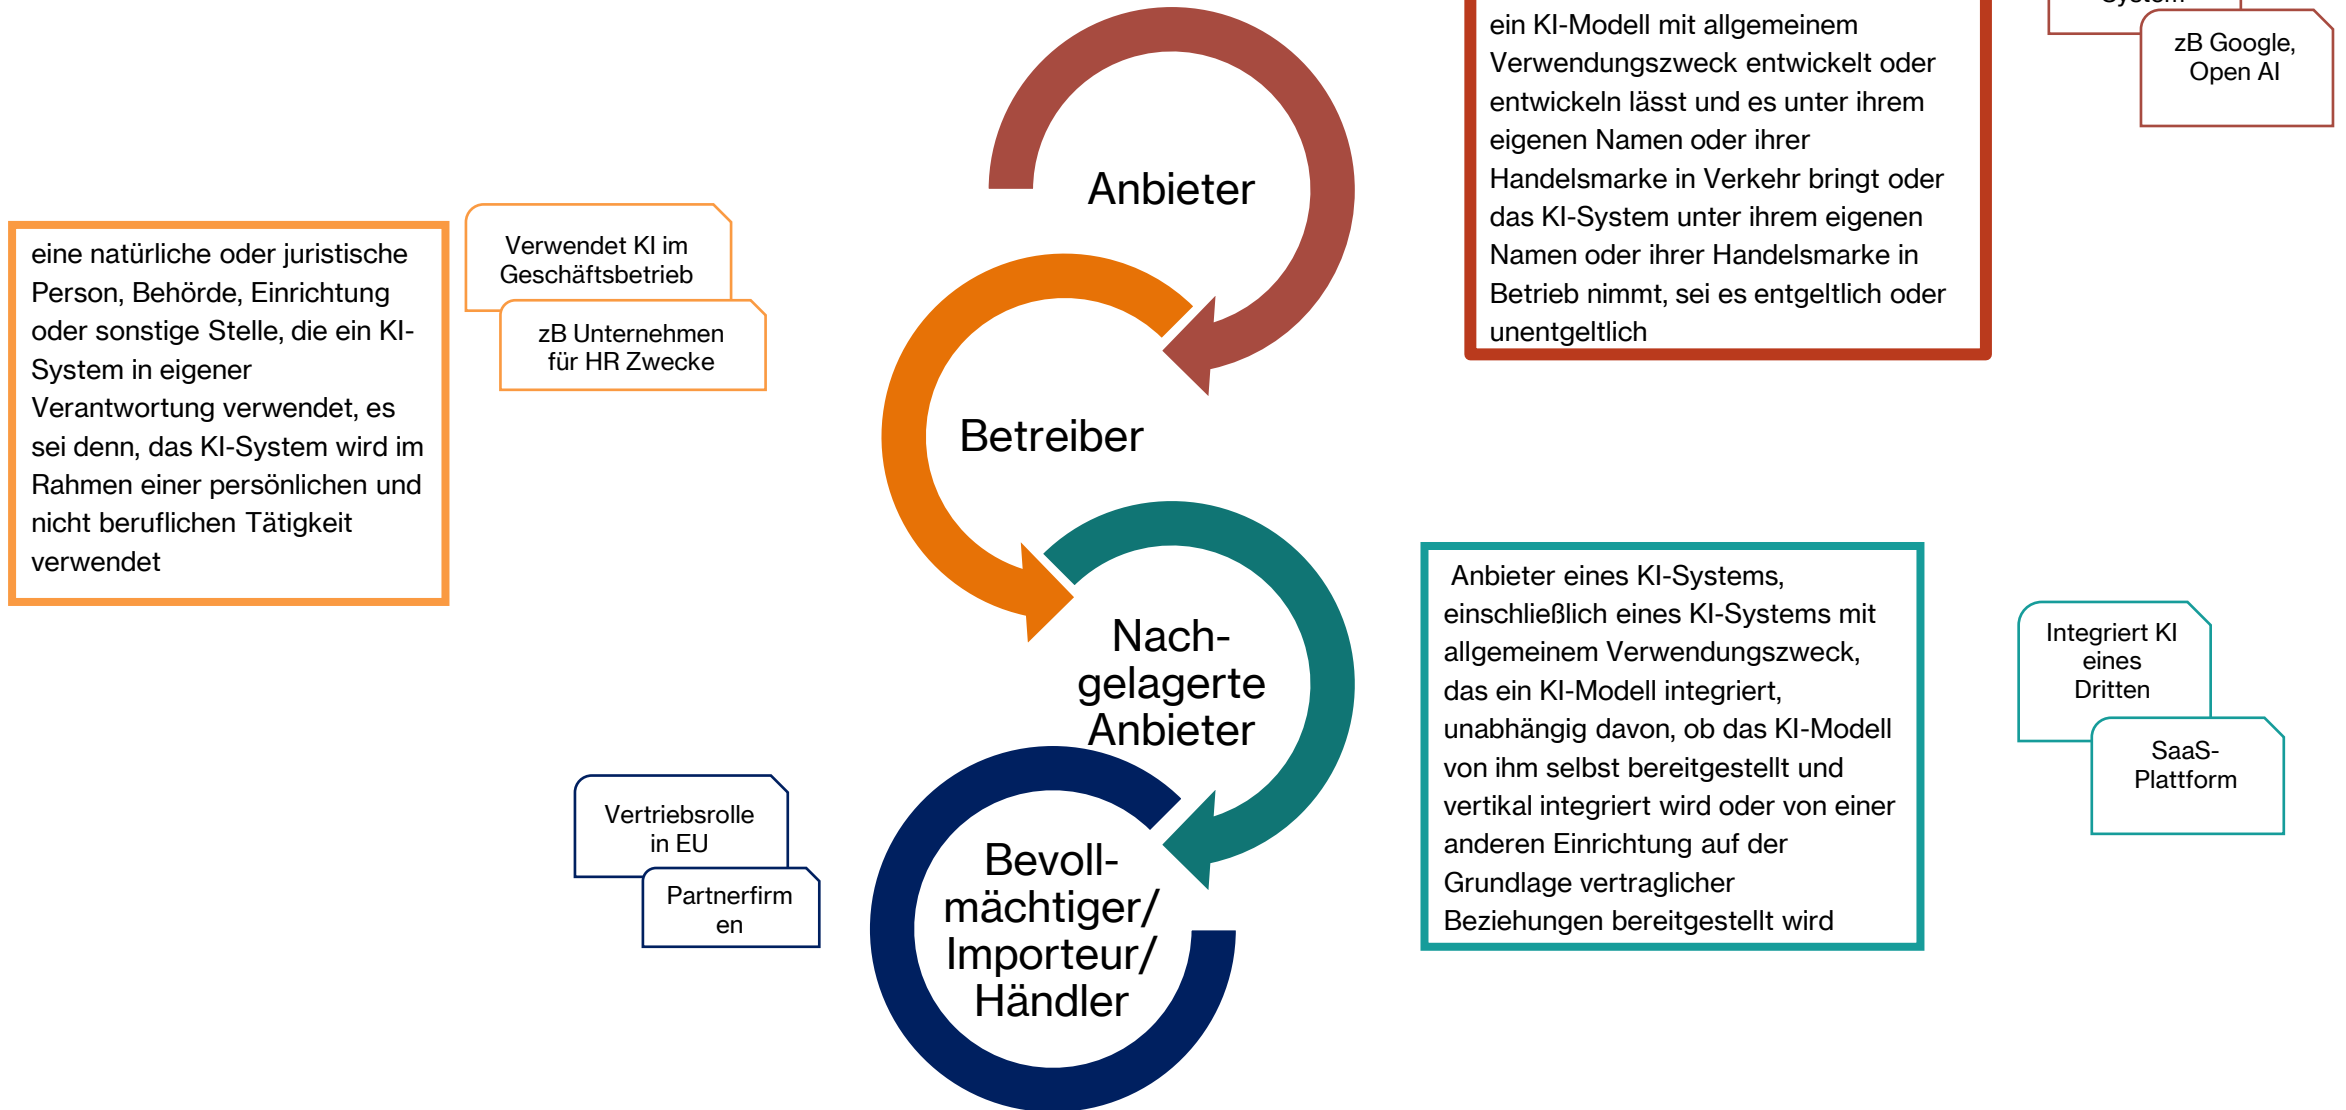 System
zB Google,
Open AI
ein KI-Modell mit allgemeinem
Verwendungszweck entwickelt oder
entwickeln lässt und es unter ihrem
eigenen Namen oder ihrer
Handelsmarke in Verkehr bringt oder
das KI-System unter ihrem eigenen
Namen oder ihrer Handelsmarke in
Betrieb nimmt, sei es entgeltlich oder
unentgeltlich
Anbieter
eine natürliche oder juristische
Person, Behörde, Einrichtung
oder sonstige Stelle, die ein KI-
System in eigener
Verantwortung verwendet, es
sei denn, das KI-System wird im
Rahmen einer persönlichen und
nicht beruflichen Tätigkeit
verwendet
Verwendet KI im
Geschäftsbetrieb
zB Unternehmen
für HR Zwecke
Betreiber
Nach-
gelagerte
Anbieter
Anbieter eines KI-Systems,
einschließlich eines KI-Systems mit
allgemeinem Verwendungszweck,
das ein KI-Modell integriert,
unabhängig davon, ob das KI-Modell
von ihm selbst bereitgestellt und
vertikal integriert wird oder von einer
anderen Einrichtung auf der
Grundlage vertraglicher
Beziehungen bereitgestellt wird
Integriert KI
eines
Dritten
SaaS-
Plattform
Vertriebsrolle
in EU
Partnerfirm
en
Bevoll-
mächtiger/
Importeur/
Händler